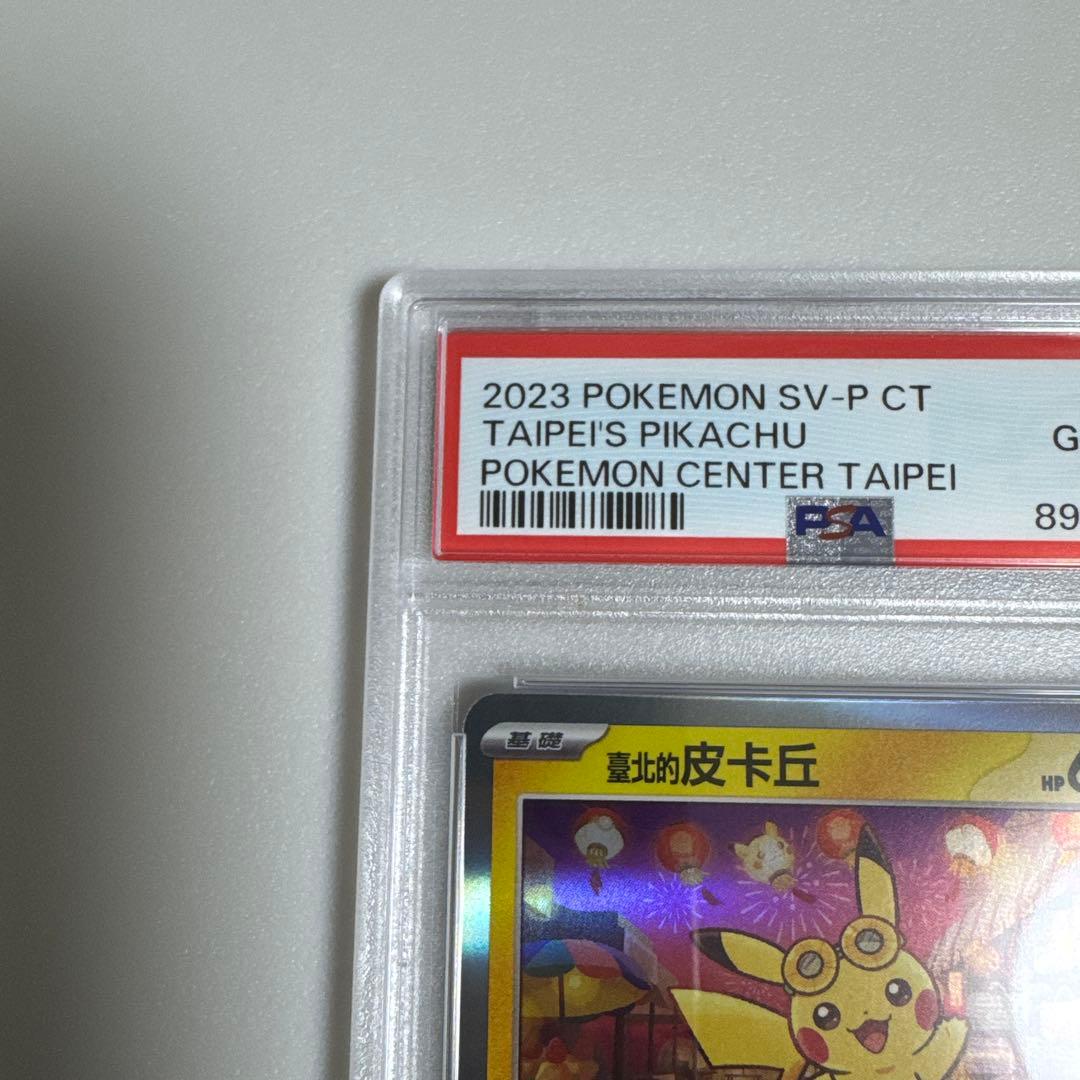 2023 POKEMON SV-P CT
TAIPEI'S PIKACHU
G
POKEMON CENTER TAIPEI
PSA
89
基礎
臺北的皮卡丘
HP